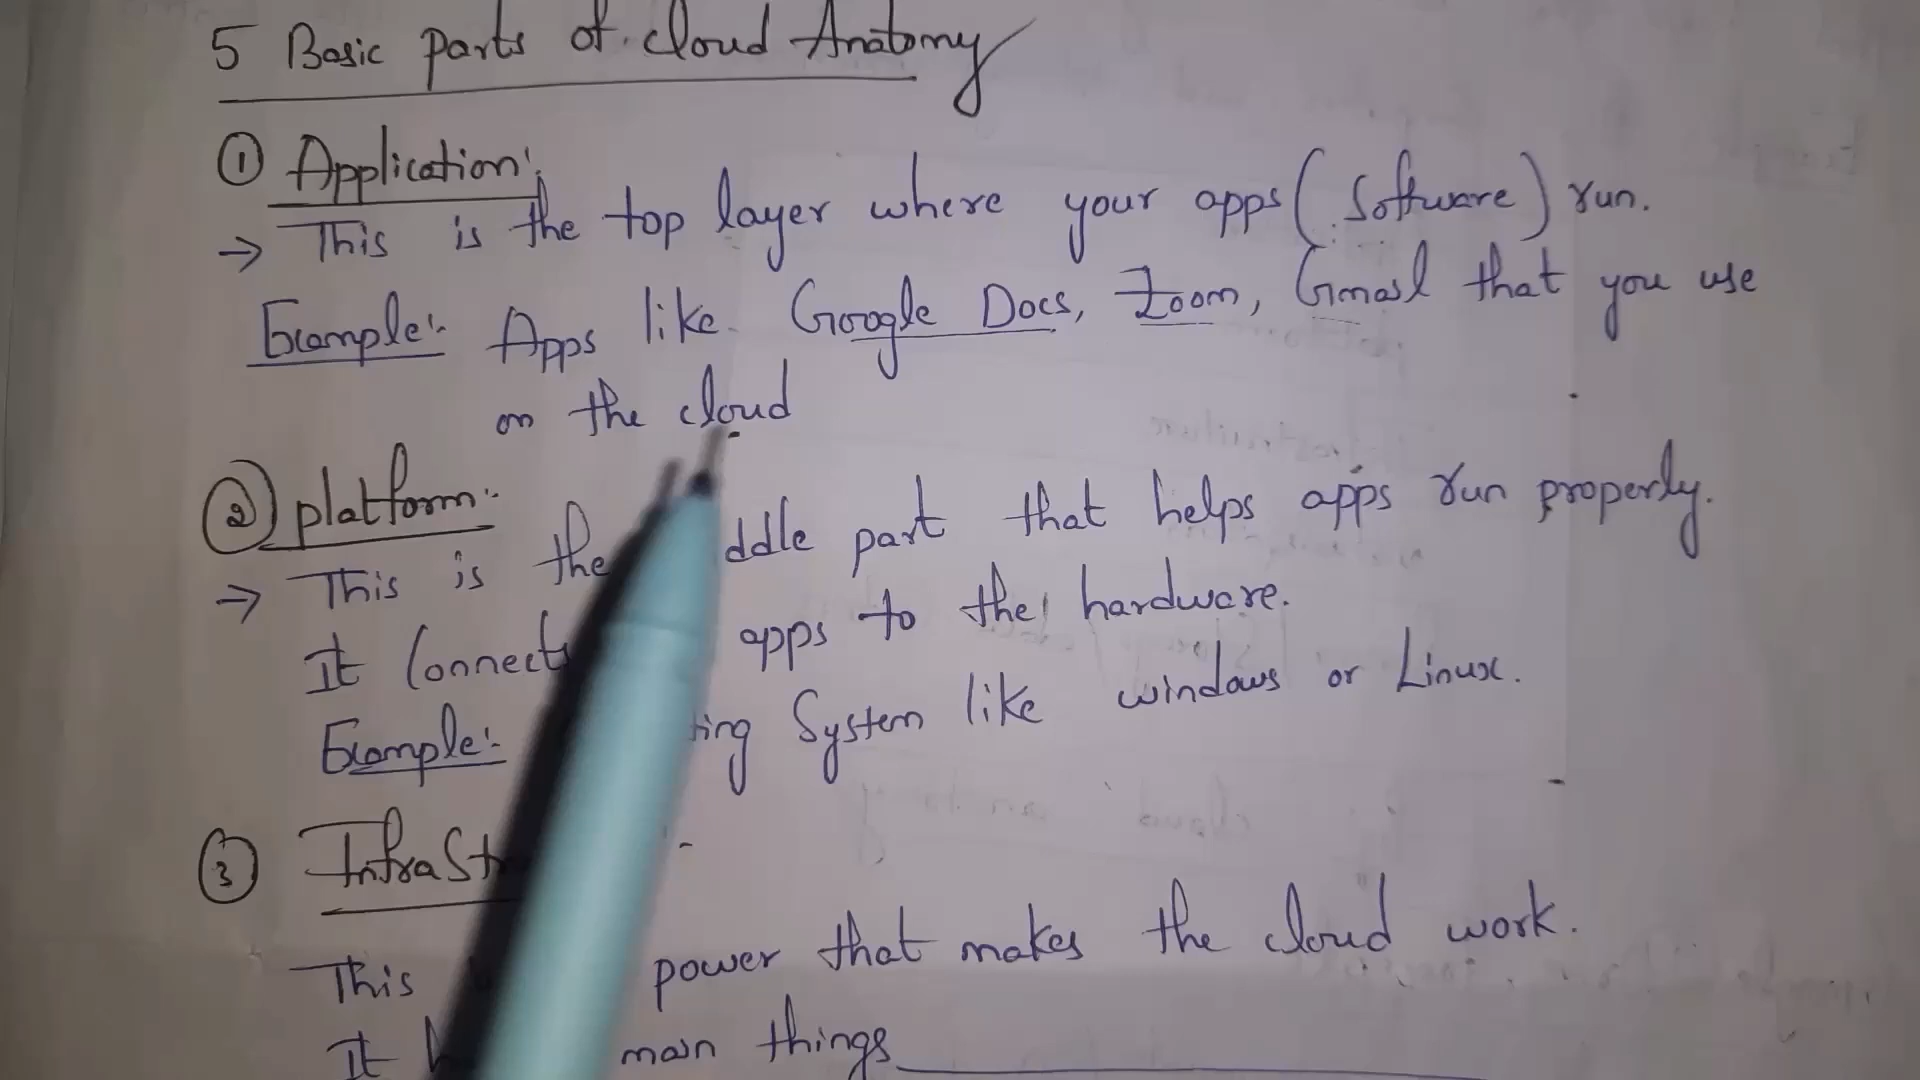 5 Basic parts of cloud Anatomy
① Application:
→ This is the top layer where your apps (Software) run.
Example:- Apps like Google Docs, Zoom, Gmail that you use
on the cloud
② platform:-
→ This is the ddle part that helps apps run properly.
It Connects apps to the hardware.
Example:- ting System like windows or Linux.
③ InfraSt
This power that makes the cloud work.
It main things